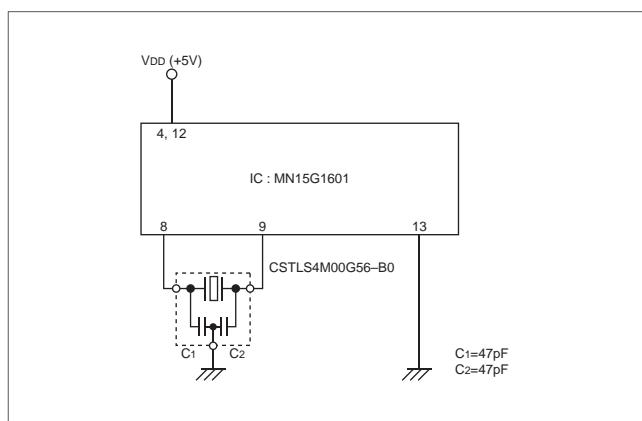 VDD (+5V)
4, 12
IC : MN15G1601
8
9
13
CSTLS4M00G56–B0
C1
C2
C1=47pF
C2=47pF